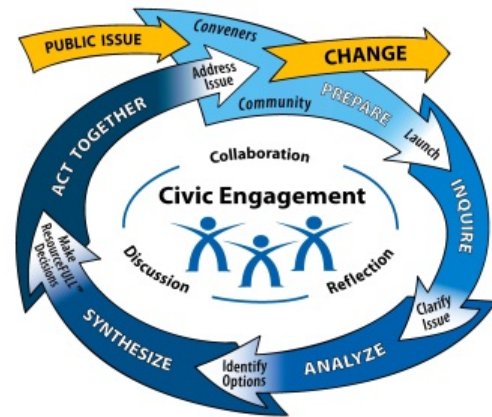 PUBLIC ISSUE
Conveners
Address
Issue
CHANGE
Community
PREPARE
Launch
INQUIRE
Clarify
Issue
ANALYZE
Identify
Options
SYNTHESIZE
Make
ResourceFULL™
Decisions
ACT TOGETHER
Collaboration
Civic Engagement
Discussion
Reflection